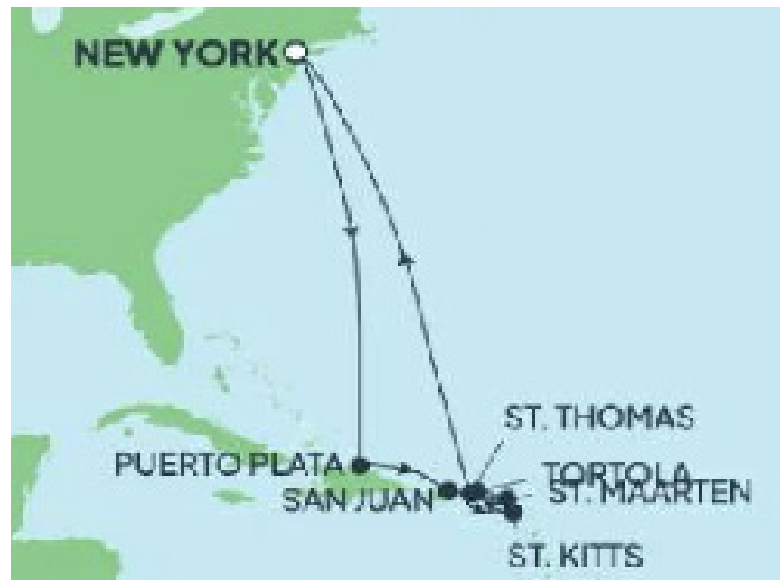 NEW YORK
ST. THOMAS
PUERTO PLATA
TORTOLA
SAN JUAN
ST. MAARTEN
ST. KITTS